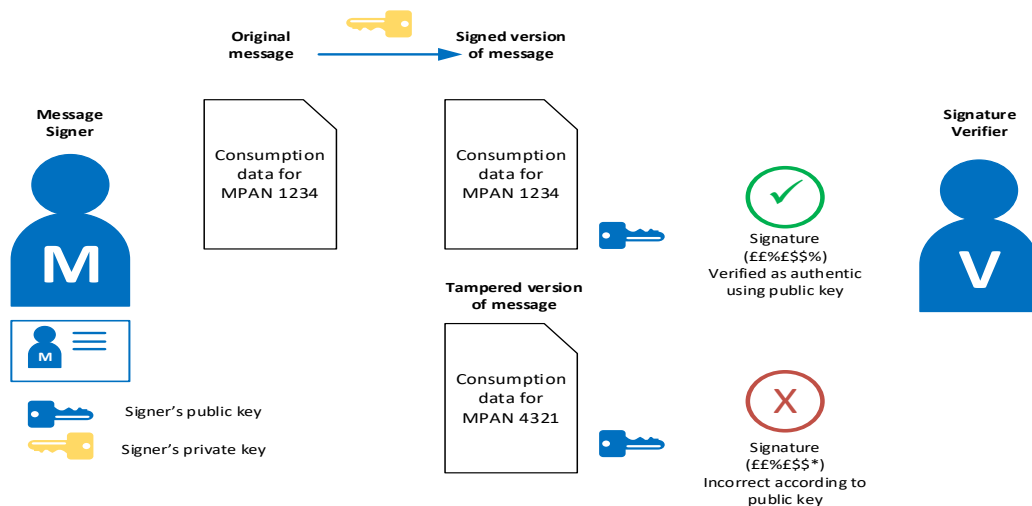 Original
message
Signed version
of message
Message
Signer
Signature
Verifier
Consumption
data for
MPAN 1234
Consumption
data for
MPAN 1234
M
V
Signature
(££%£$$%)
Verified as authentic
using public key
Tampered version
of message
M
Consumption
data for
MPAN 4321
X
Signer's public key
Signer's private key
Signature
(££%£$$*)
Incorrect according to
public key